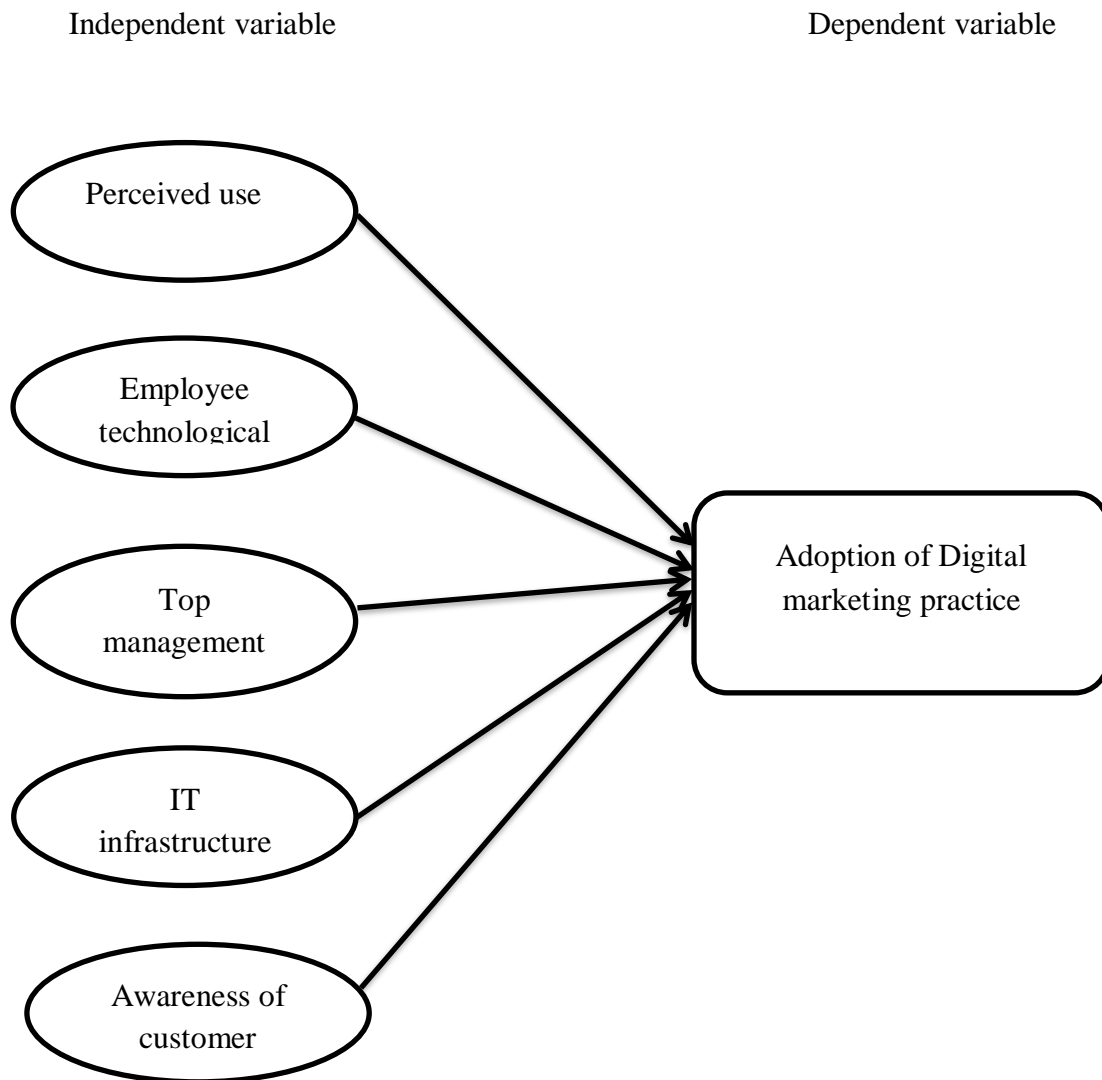 Independent variable
Dependent variable
Perceived use
Employee
technological
Top
management
IT
infrastructure
Awareness of
customer
Adoption of Digital
marketing practice